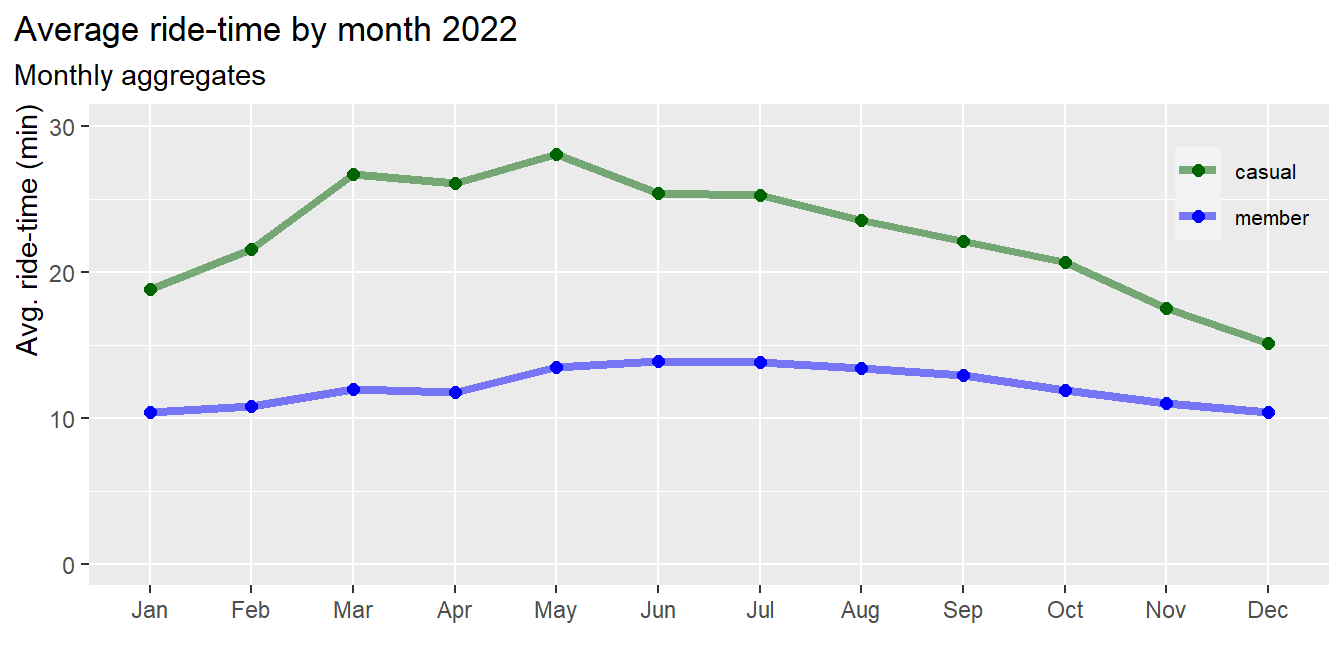 Average ride-time by month 2022
Monthly aggregates
Avg. ride-time (min)
30
20
10
0
casual
member
Jan Feb Mar Apr May Jun Jul Aug Sep Oct Nov Dec